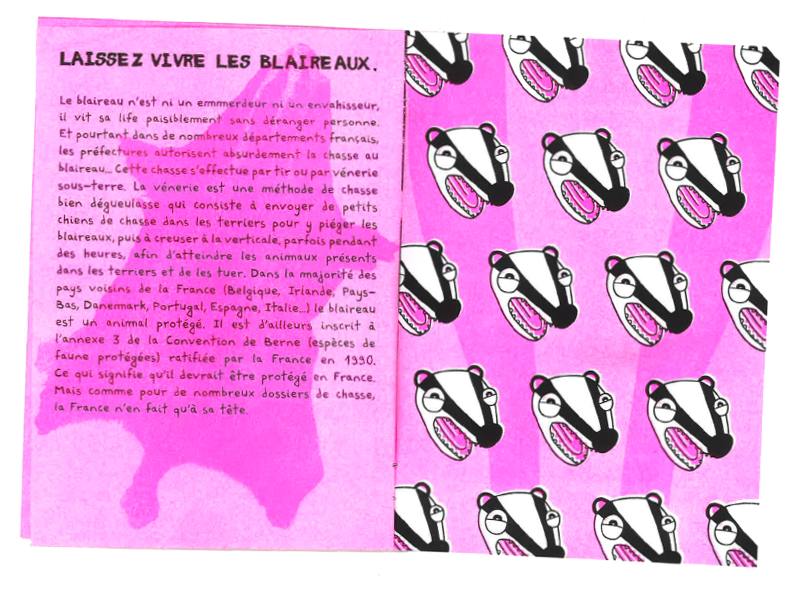 LAISSEZ VIVRE LES BLAIREAUX.
Le blaireau n'est ni un emmerdeur ni un envahisseur,
il vit sa life paisiblement sans déranger personne.
Et pourtant dans de nombreux départements français,
les préfectures autorisent absurdement la chasse au
blaireau... Cette chasse s'effectue par tir ou par vénerie
sous-terre. La vénerie est une méthode de chasse
bien dégueulasse qui consiste à envoyer de petits
chiens de chasse dans les terriers pour y piéger les
blaireaux, puis à creuser à la verticale, parfois pendant
des heures, afin d'atteindre les animaux présents
dans les terriers et de les tuer. Dans la majorité des
pays voisins de la France (Belgique, Irlande, Pays-
Bas, Danemark, Portugal, Espagne, Italie...) le blaireau
est un animal protégé. Il est d'ailleurs inscrit à
l'annexe 3 de la Convention de Berne (espèces de
faune protégées) ratifiée par la France en 1990.
Ce qui signifie qu'il devrait être protégé en France.
Mais comme pour de nombreux dossiers de chasse,
la France n'en fait qu'à sa tête.